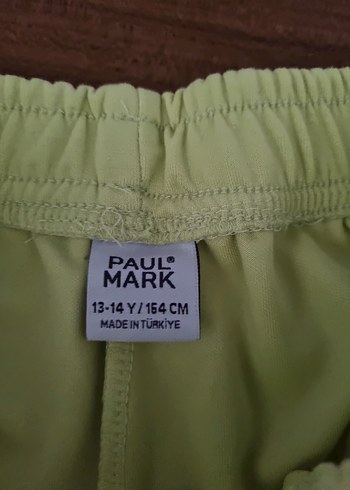 PAUL®
MARK
13-14 Y / 164 CM
MADE IN TÜRKİYE